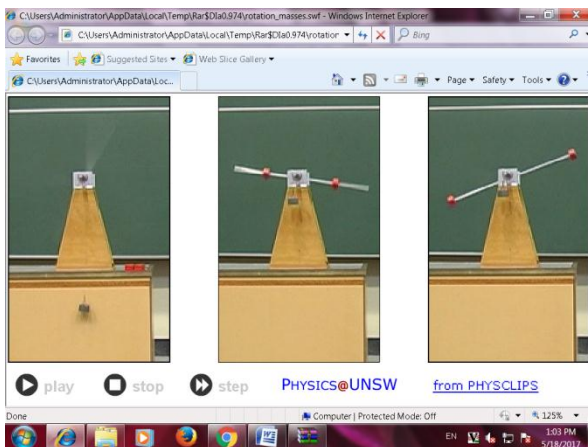 C:\Users\Administrator\AppData\Local\Temp\Rar$DIa0.974\rotation_masses.swf - Windows Internet Explorer
C:\Users\Administrator\AppData\Local\Temp\Rar$DIa0.974\rotation
Bing
Favorites Suggested Sites Web Slice Gallery
C:\Users\Administrator\AppData\Loc... Page Safety Tools
play stop step PHYSICS@UNSW from PHYSCLIPS
Done Computer | Protected Mode: Off 125%
EN 1:03 PM
5/18/2017